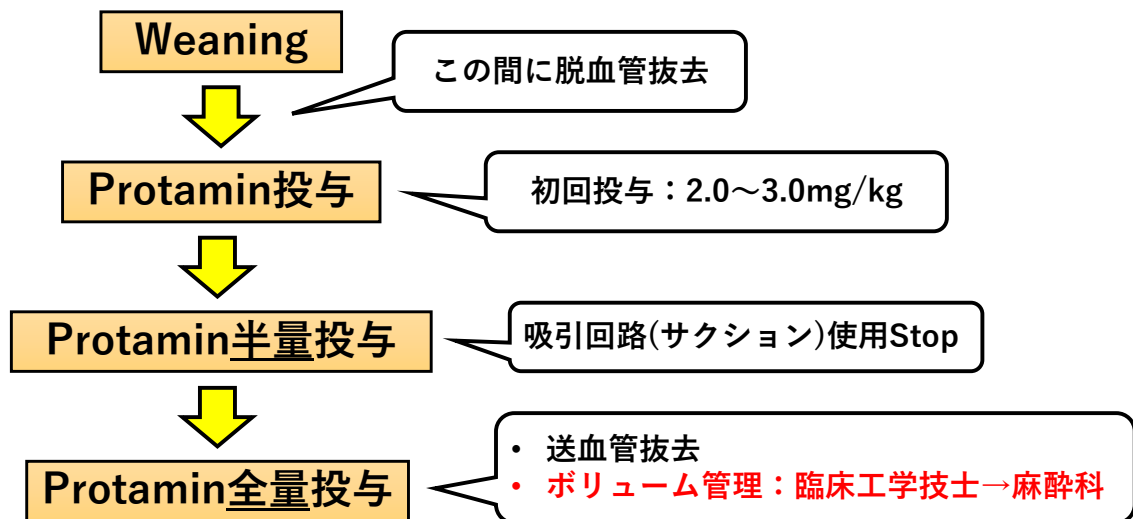 Weaning
この間に脱血管抜去
Protamin投与
初回投与：2.0～3.0mg/kg
Protamin半量投与
吸引回路(サクション)使用Stop
Protamin全量投与
• 送血管抜去
• ボリューム管理：臨床工学技士→麻酔科